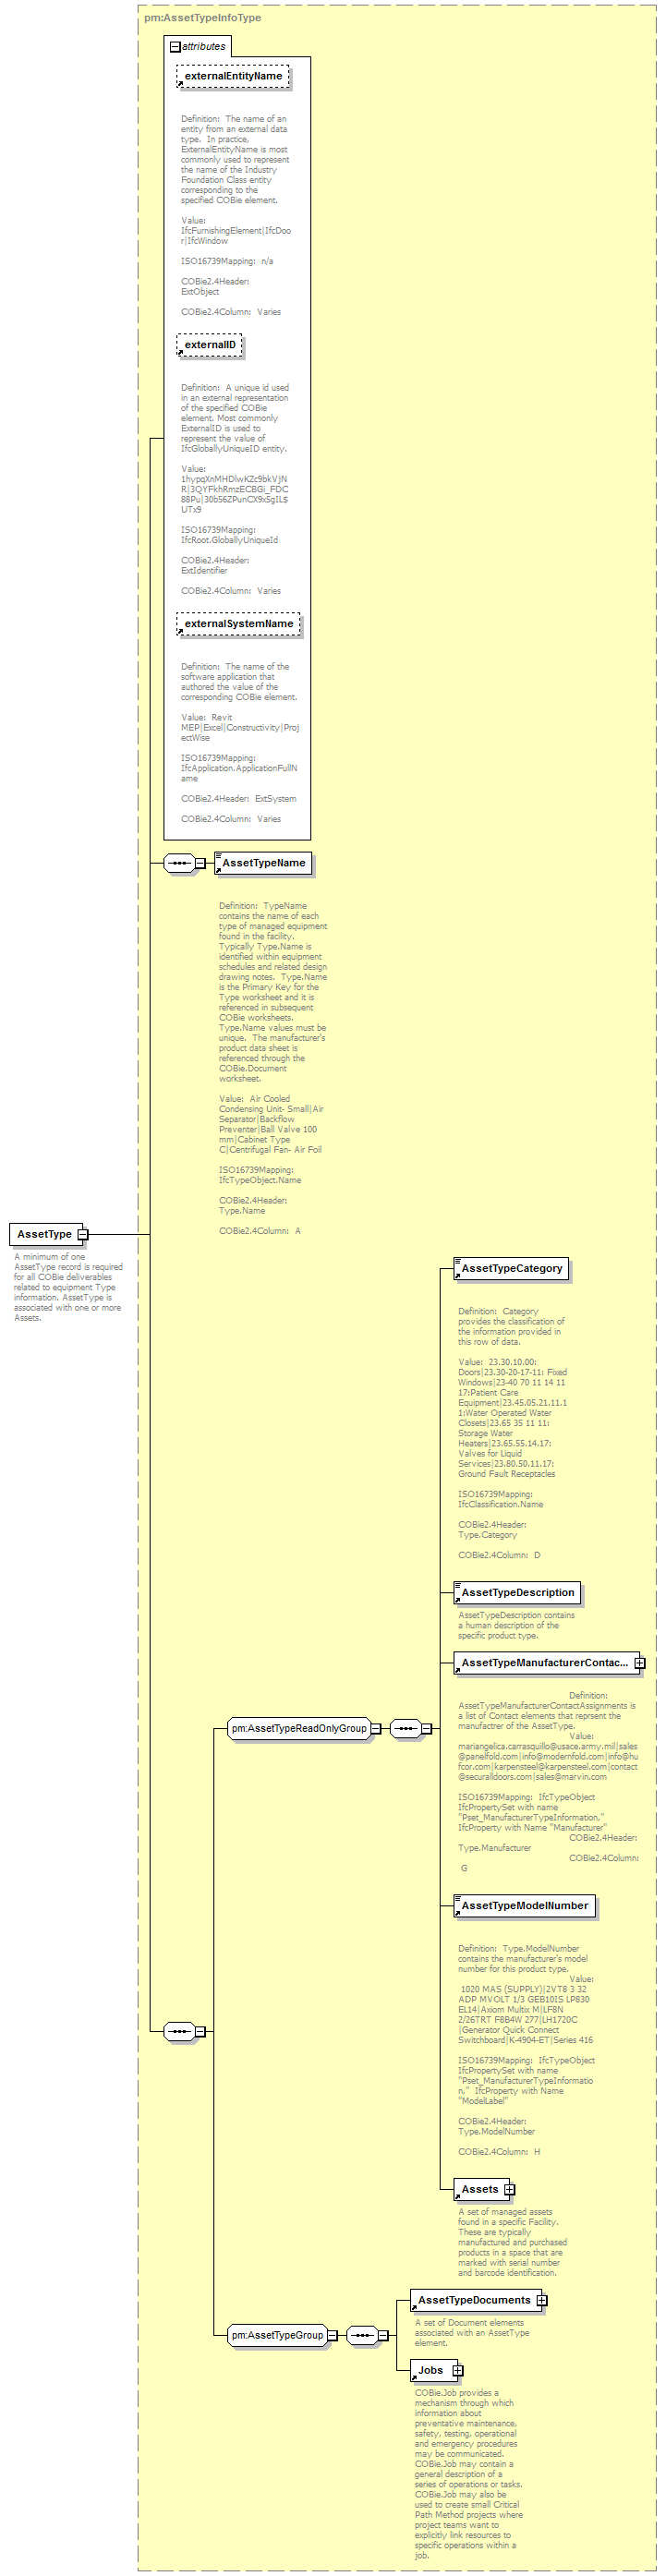 pm:AssetTypeInfoType
attributes
externalEntityName
Definition:  The name of an
entity from an external data
type.  In practice,
ExternalEntityName is most
commonly used to represent
the name of the Industry
Foundation Class entity
corresponding to the
specified COBie element.
Value:
IfcFurnishingElement|IfcDoo
r|IfcWindow
ISO16739Mapping:  n/a
COBie2.4Header:
ExtObject
COBie2.4Column:  Varies
externalID
Definition:  A unique id used
in an external representation
of the specified COBie
element. Most commonly
ExternalID is used to
represent the value of
IfcGloballyUniqueID entity.
Value:
1hypqXnMHDlwKZc9bkVjN
R|3QYFkhRmzECBGi_FDC
88Pu|30b56ZPunCX9x5gIL$
UTx9
ISO16739Mapping:
IfcRoot.GloballyUniqueId
COBie2.4Header:
ExtIdentifier
COBie2.4Column:  Varies
externalSystemName
Definition:  The name of the
software application that
authored the value of the
corresponding COBie element.
Value:  Revit
MEP|Excel|Constructivity|Proj
ectWise
ISO16739Mapping:
IfcApplication.ApplicationFullN
ame
COBie2.4Header:  ExtSystem
COBie2.4Column:  Varies
AssetTypeName
Definition:  TypeName
contains the name of each
type of managed equipment
found in the facility.
Typically Type.Name is
identified within equipment
schedules and related design
drawing notes.  Type.Name
is the Primary Key for the
Type worksheet and it is
referenced in subsequent
COBie worksheets.
Type.Name values must be
unique.  The manufacturer's
product data sheet is
referenced through the
COBie.Document
worksheet.
Value:  Air Cooled
Condensing Unit- Small|Air
Separator|Backflow
Preventer|Ball Valve 100
mm|Cabinet Type
C|Centrifugal Fan- Air Foil
ISO16739Mapping:
IfcTypeObject.Name
COBie2.4Header:
Type.Name
COBie2.4Column:  A
AssetType
A minimum of one
AssetType record is required
for all COBie deliverables
related to equipment Type
information. AssetType is
associated with one or more
Assets.
AssetTypeCategory
Definition:  Category
provides the classification of
the information provided in
this row of data.
Value:  23.30.10.00:
Doors|23.30-20-17-11: Fixed
Windows|23-40 70 11 14 11
17:Patient Care
Equipment|23.45.05.21.11.1
1:Water Operated Water
Closets|23.65 35 11 11:
Storage Water
Heaters|23.65.55.14.17:
Valves for Liquid
Services|23.80.50.11.17:
Ground Fault Receptacles
ISO16739Mapping:
IfcClassification.Name
COBie2.4Header:
Type.Category
COBie2.4Column:  D
AssetTypeDescription
AssetTypeDescription contains
a human description of the
specific product type.
AssetTypeManufacturerContac...
Definition:
AssetTypeManufacturerContactAssignments is
a list of Contact elements that reprsent the
manufactrer of the AssetType.
Value:
mariangelica.carrasquillo@usace.army.mil|sales
@panelfold.com|info@modernfold.com|info@hu
fcor.com|karpensteel@karpensteel.com|contact
@securalldoors.com|sales@marvin.com
ISO16739Mapping:  IfcTypeObject
IfcPropertySet with name
"Pset_ManufacturerTypeInformation,"
IfcProperty with Name "Manufacturer"
COBie2.4Header:
Type.Manufacturer
COBie2.4Column:
G
pm:AssetTypeReadOnlyGroup
AssetTypeModelNumber
Definition:  Type.ModelNumber
contains the manufacturer's model
number for this product type.
Value:
1020 MAS (SUPPLY)|2VT8 3 32
ADP MVOLT 1/3 GEB10IS LP830
EL14|Axiom Multix M|LF8N
2/26TRT F8B4W 277|LH1720C
|Generator Quick Connect
Switchboard|K-4904-ET|Series 416
ISO16739Mapping:  IfcTypeObject
IfcPropertySet with name
"Pset_ManufacturerTypeInformatio
n,"  IfcProperty with Name
"ModelLabel"
COBie2.4Header:
Type.ModelNumber
COBie2.4Column:  H
Assets
A set of managed assets
found in a specific Facility.
These are typically
manufactured and purchased
products in a space that are
marked with serial number
and barcode identification.
pm:AssetTypeGroup
AssetTypeDocuments
A set of Document elements
associated with an AssetType
element.
Jobs
COBie.Job provides a
mechanism through which
information about
preventative maintenance,
safety, testing, operational
and emergency procedures
may be communicated.
COBie.Job may contain a
general description of a
series of operations or tasks.
COBie.Job may also be
used to create small Critical
Path Method projects where
project teams want to
explicitly link resources to
specific operations within a
job.